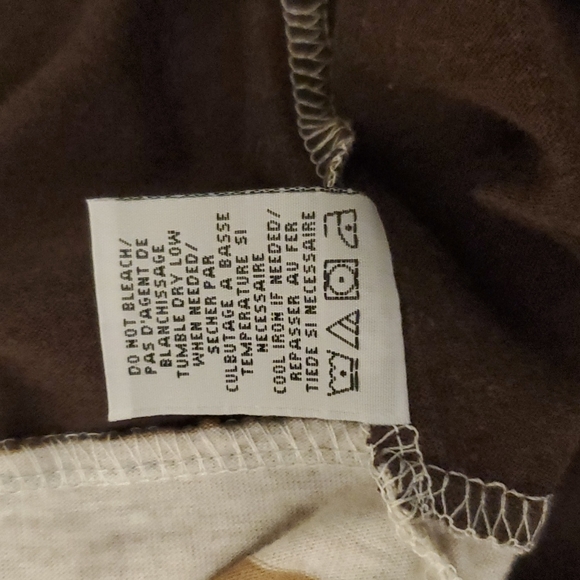 DO NOT BLEACH/
PAS D'AGENT DE
BLANCHISSAGE
TUMBLE DRY LOW
WHEN NEEDED/
SECHER PAR
CULBUTAGE A BASSE
TEMPERATURE SI
NECESSAIRE
COOL IRON IF NEEDED/
REPASSER AU FER
TIEDE SI NECESSAIRE